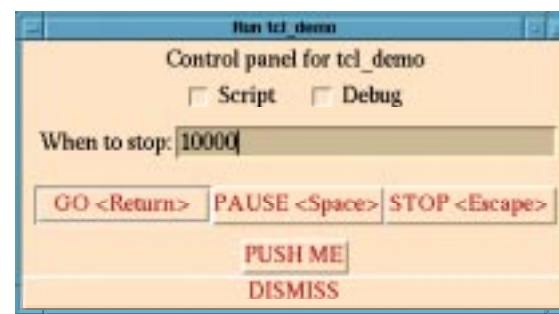 Run tcl_demo
Control panel for tcl_demo
Script Debug
When to stop: 10000
GO <Return> PAUSE <Space> STOP <Escape>
PUSH ME
DISMISS